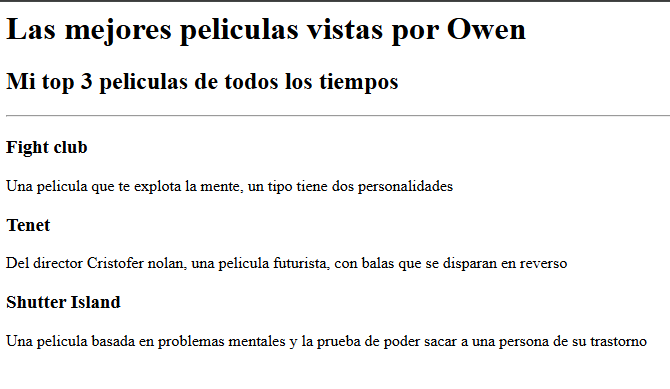 Las mejores peliculas vistas por Owen
Mi top 3 peliculas de todos los tiempos
Fight club
Una pelicula que te explota la mente, un tipo tiene dos personalidades
Tenet
Del director Cristofer nolan, una pelicula futurista, con balas que se disparan en reverso
Shutter Island
Una pelicula basada en problemas mentales y la prueba de poder sacar a una persona de su trastorno